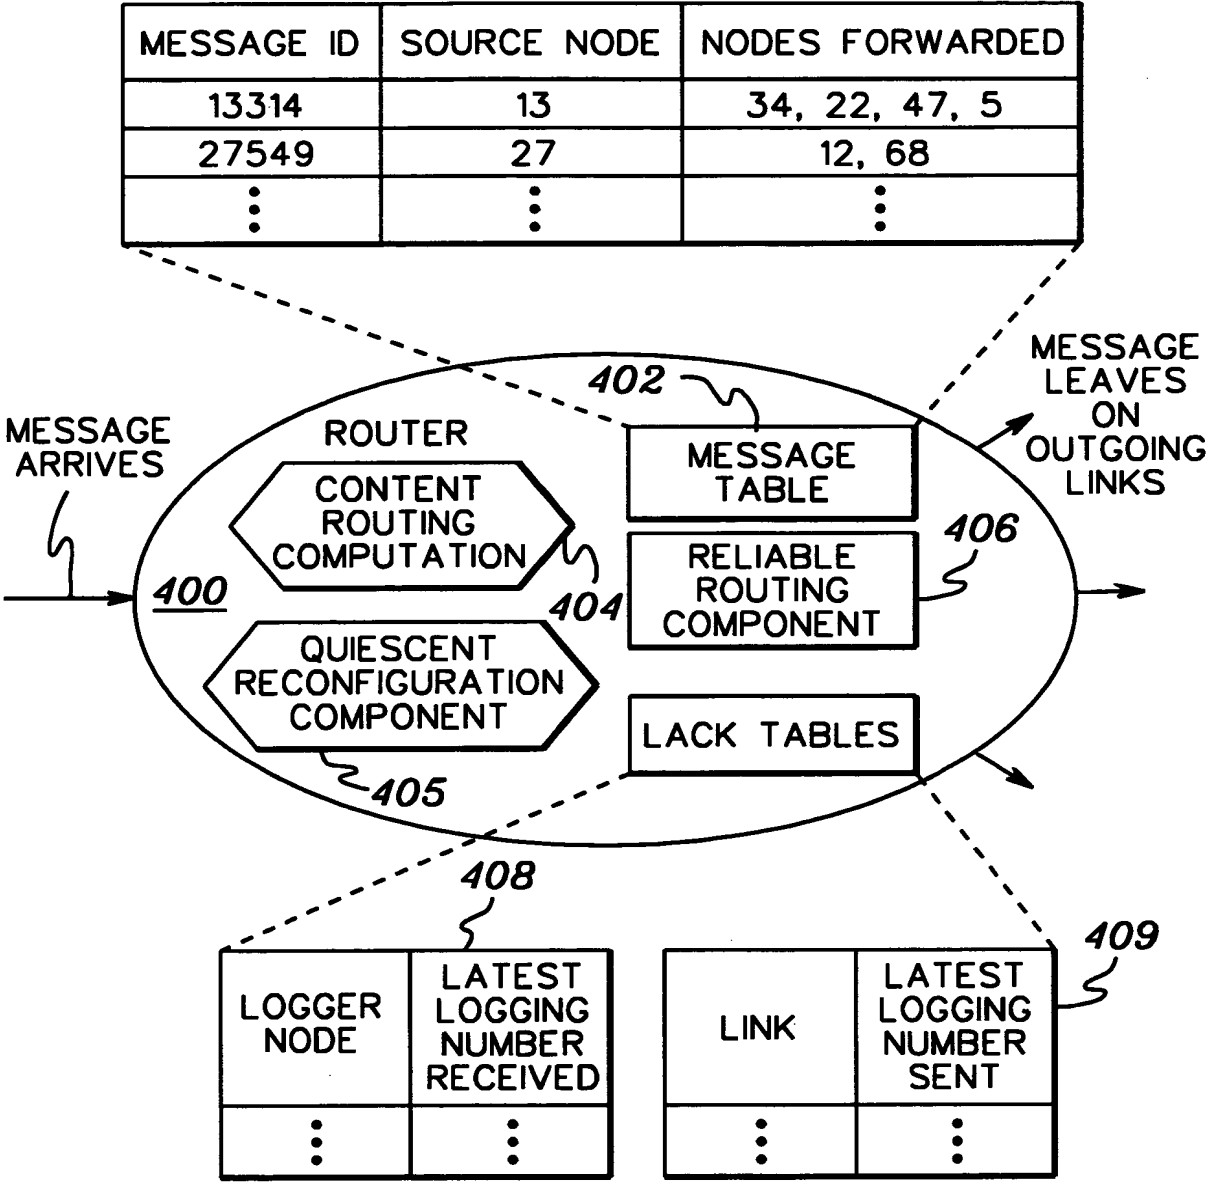 MESSAGE ID SOURCE NODE NODES FORWARDED
13314 13 34, 22, 47, 5
27549 27 12, 68
MESSAGE
ARRIVES
ROUTER
400
CONTENT
ROUTING
COMPUTATION
404
QUIESCENT
RECONFIGURATION
COMPONENT
405
402
MESSAGE
TABLE
RELIABLE
ROUTING
COMPONENT
406
LACK TABLES
MESSAGE
LEAVES
ON
OUTGOING
LINKS
408
LOGGER
NODE
LATEST
LOGGING
NUMBER
RECEIVED
409
LINK
LATEST
LOGGING
NUMBER
SENT